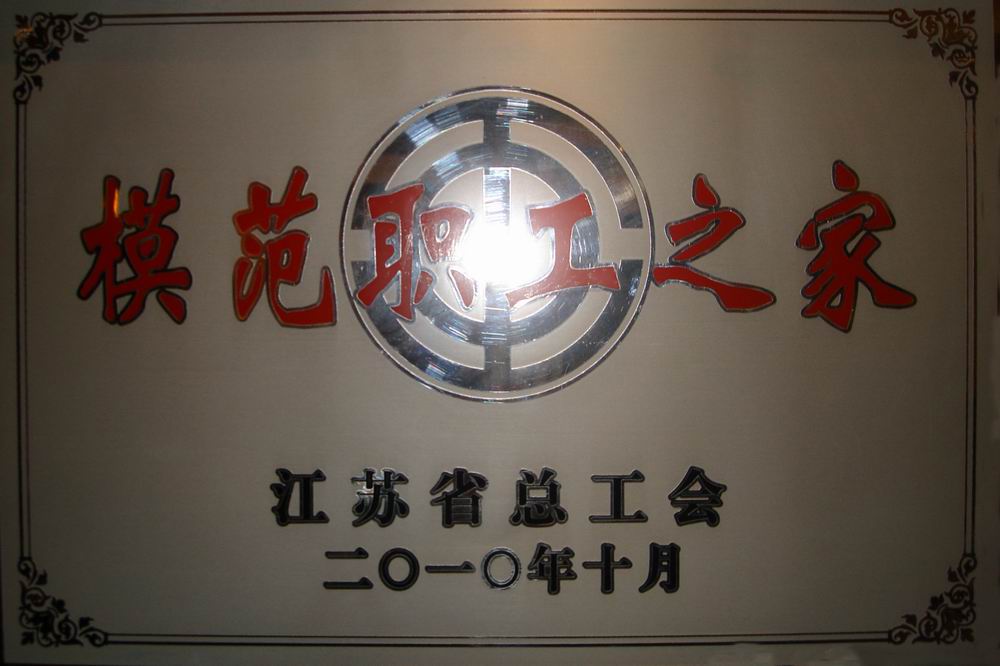 模范职工之家
江苏省总工会
二〇一〇年十月